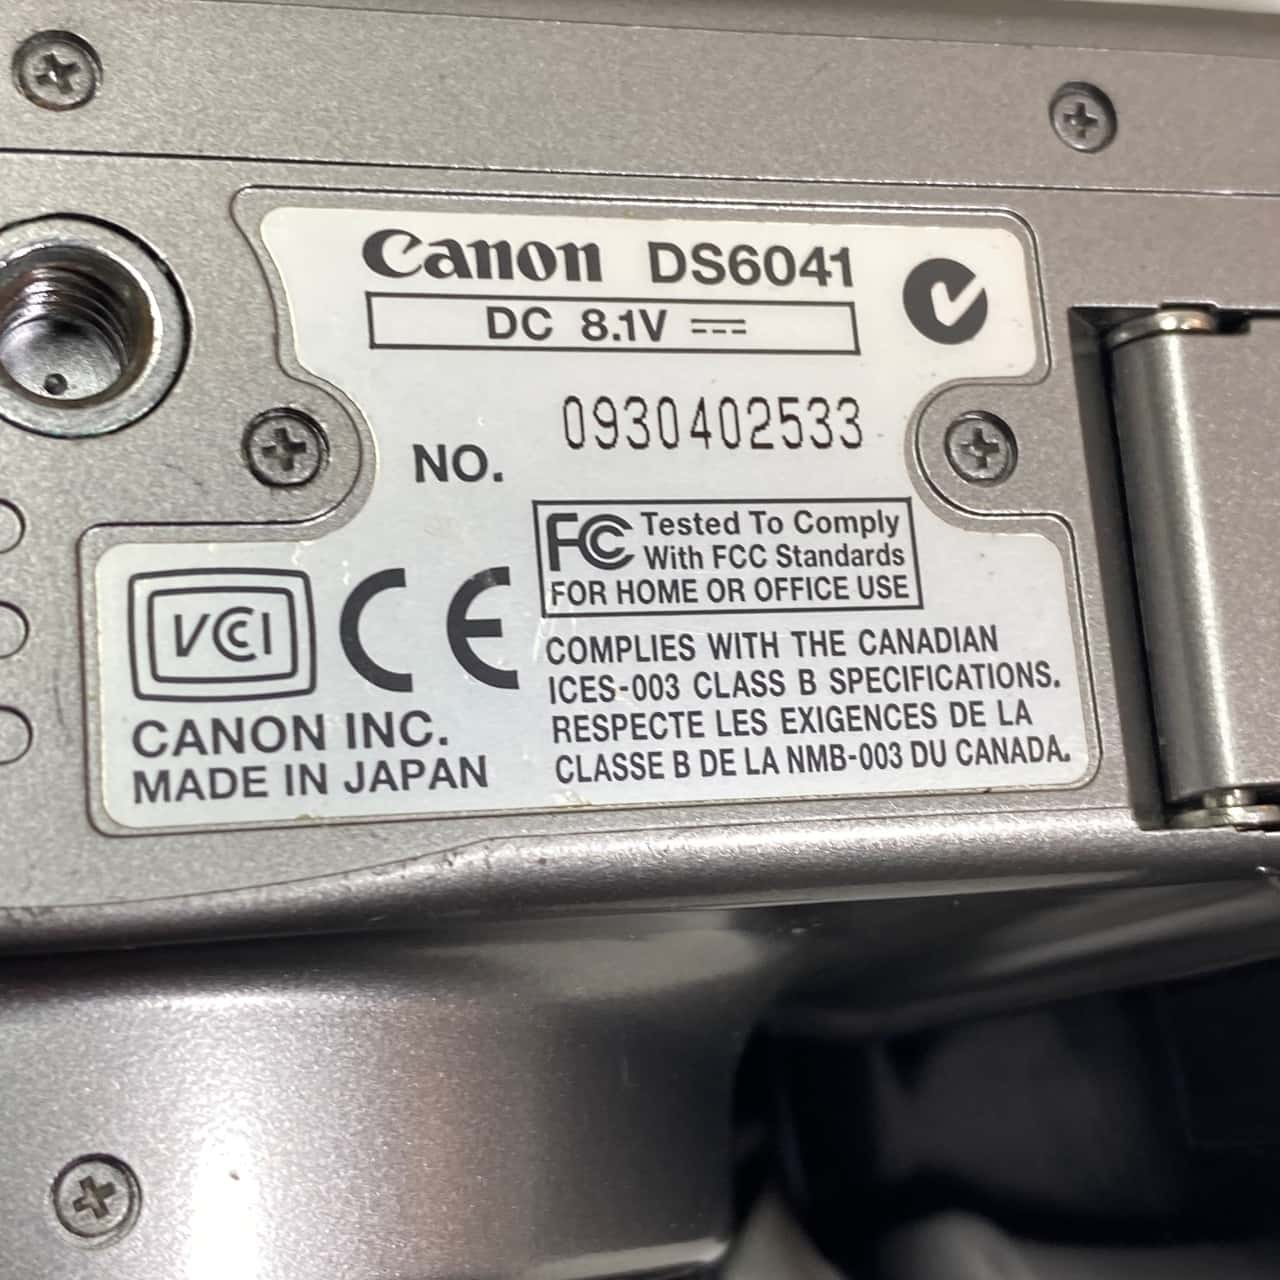 Canon DS6041
DC 8.1V
NO. 0930402533
FC Tested To Comply
With FCC Standards
FOR HOME OR OFFICE USE
VCCI
CE
COMPLIES WITH THE CANADIAN
ICES-003 CLASS B SPECIFICATIONS.
RESPECTE LES EXIGENCES DE LA
CLASSE B DE LA NMB-003 DU CANADA.
CANON INC.
MADE IN JAPAN